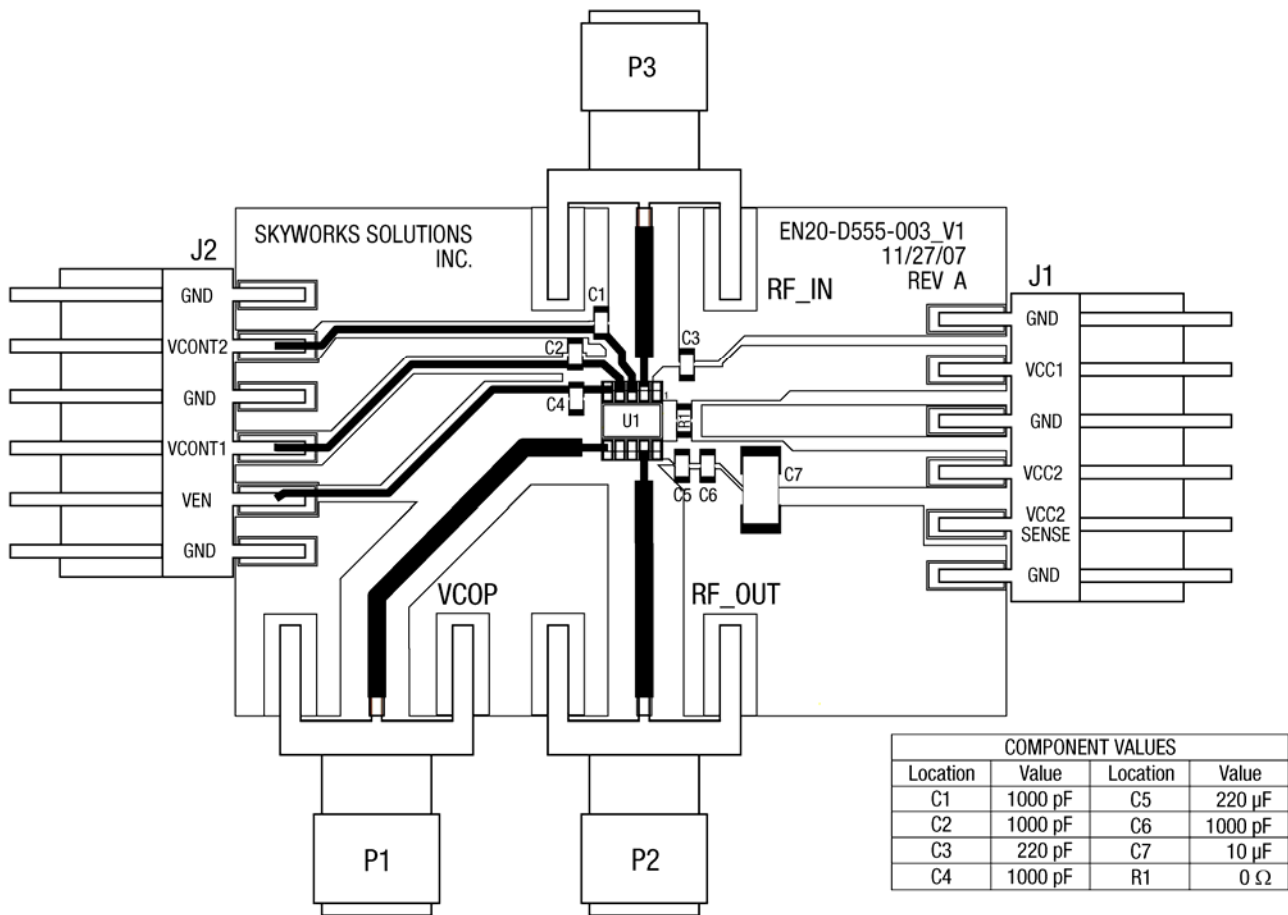 P3
SKYWORKS SOLUTIONS
INC.
EN20-D555-003_V1
11/27/07
REV A
RF_IN
J2
GND
VCONT2
GND
VCONT1
VEN
GND
J1
GND
VCC1
GND
VCC2
VCC2
SENSE
GND
C1
C2
C3
C4
1
U1
R1
C5
C6
C7
VCOP
RF_OUT
P1
P2
COMPONENT VALUES
Location Value Location Value
C1 1000 pF C5 220 µF
C2 1000 pF C6 1000 pF
C3 220 pF C7 10 µF
C4 1000 pF R1 0 Ω